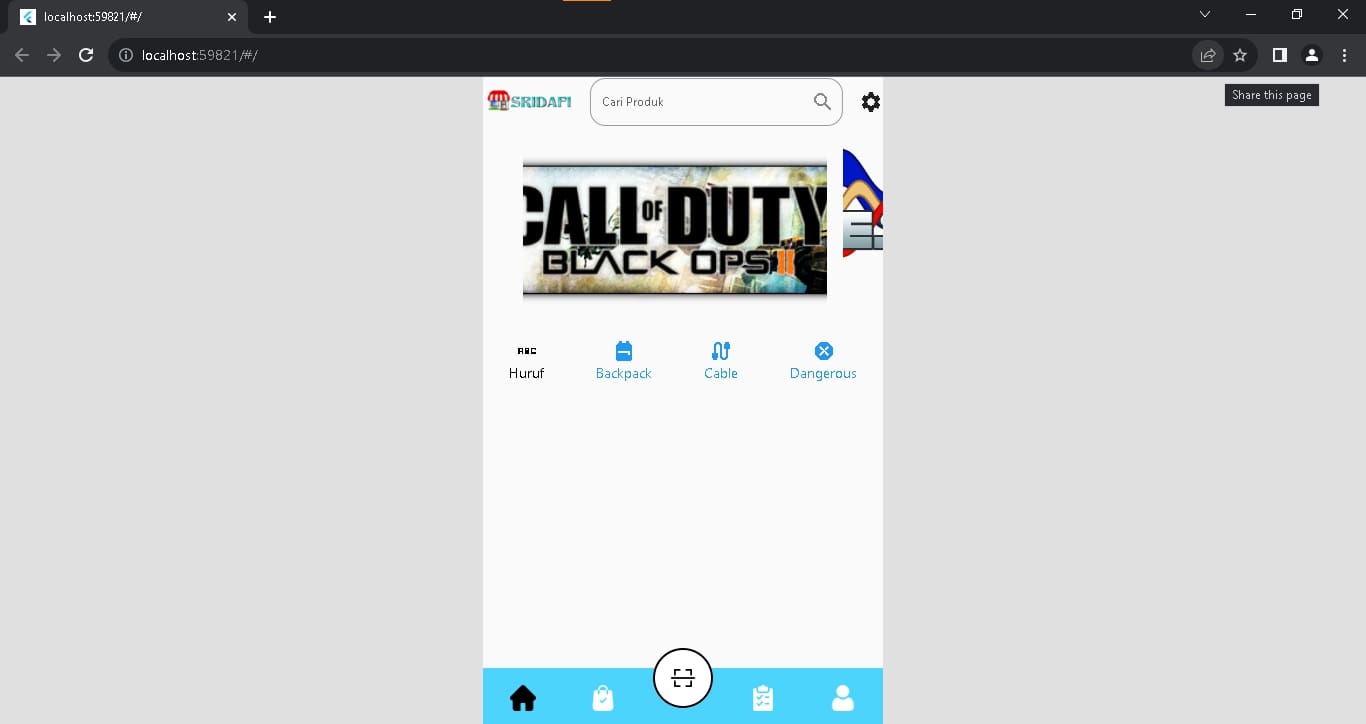 localhost:59821/#/
localhost:59821/#/
Share this page
SRIDAFI
Cari Produk
CALL OF DUTY
BLACK OPS II
ABC
Huruf
Backpack
Cable
Dangerous